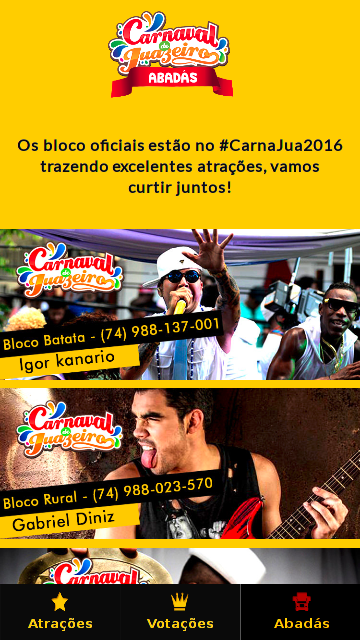 Carnaval
de
Juazeiro
ABADÁS
Os bloco oficiais estão no #CarnaJua2016
trazendo excelentes atrações, vamos
curtir juntos!
Carnaval
de
Juazeiro
Bloco Batata - (74) 988-137-001
Igor kanario
Carnaval
de
Juazeiro
Bloco Rural - (74) 988-023-570
Gabriel Diniz
Carnaval
Atrações
Votações
Abadás